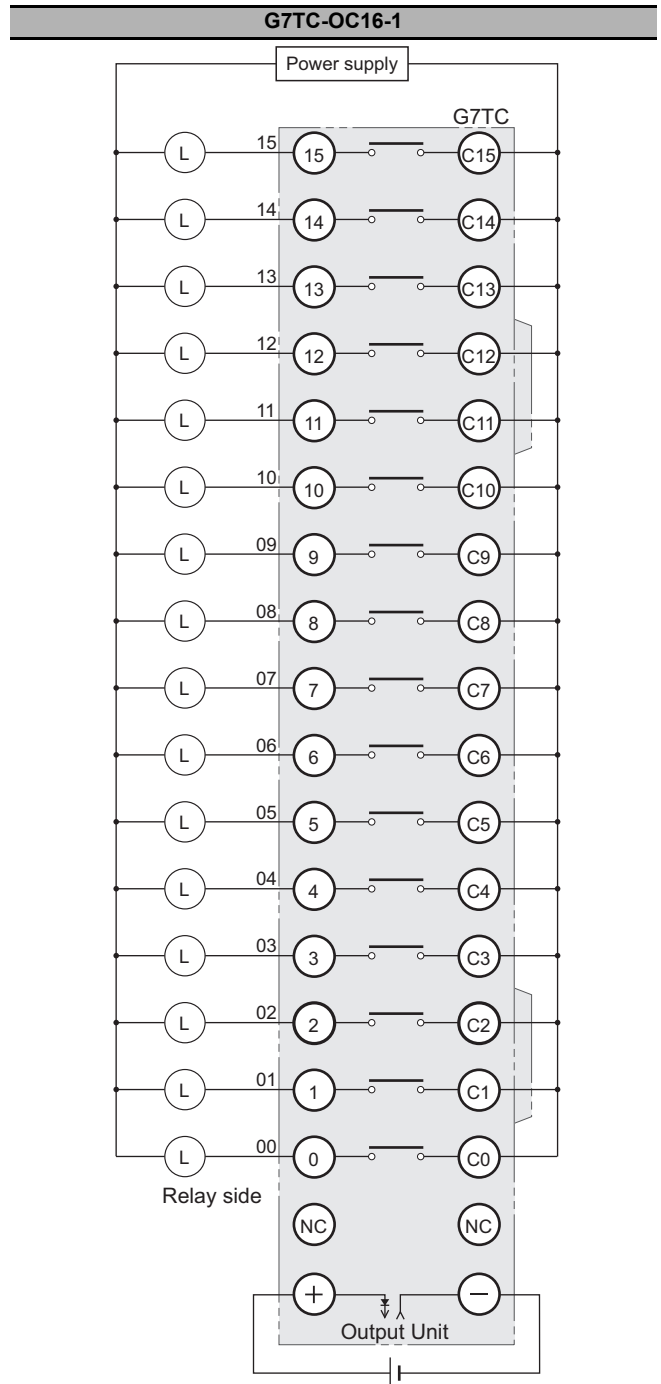 G7TC-OC16-1
Power supply
G7TC
L 15 15 C15
L 14 14 C14
L 13 13 C13
L 12 12 C12
L 11 11 C11
L 10 10 C10
L 09 9 C9
L 08 8 C8
L 07 7 C7
L 06 6 C6
L 05 5 C5
L 04 4 C4
L 03 3 C3
L 02 2 C2
L 01 1 C1
L 00 0 C0
Relay side
NC NC
+ −
Output Unit